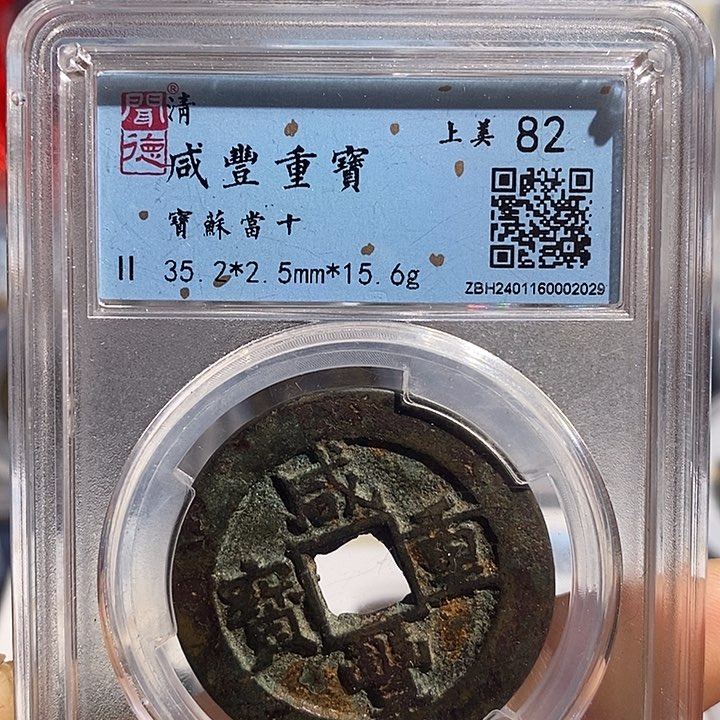 聞德®
清
咸豐重寶
上美 82
寶蘇當十
II 35.2*2.5mm*15.6g
ZBH2401160002029
咸豐重寶